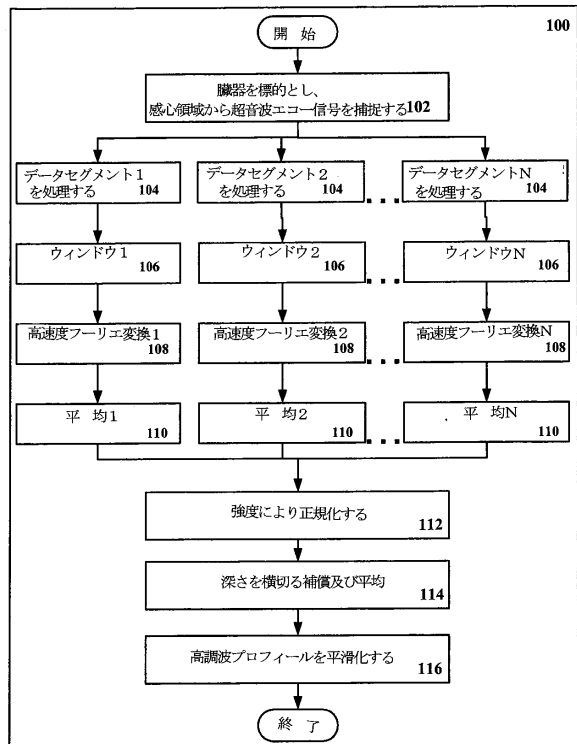 100
開 始
臓器を標的とし、
感心領域から超音波エコー信号を捕捉する102
データセグメント1
を処理する 104
データセグメント2
を処理する 104
データセグメントN
を処理する 104
...
ウィンドウ1
106
ウィンドウ2
106
ウィンドウN
106
...
高速度フーリエ変換1
108
高速度フーリエ変換2
108
高速度フーリエ変換N
108
...
平 均1
110
平 均2
110
平 均N
110
...
強度により正規化する
112
深さを横切る補償及び平均
114
高調波プロフィールを平滑化する
116
終 了